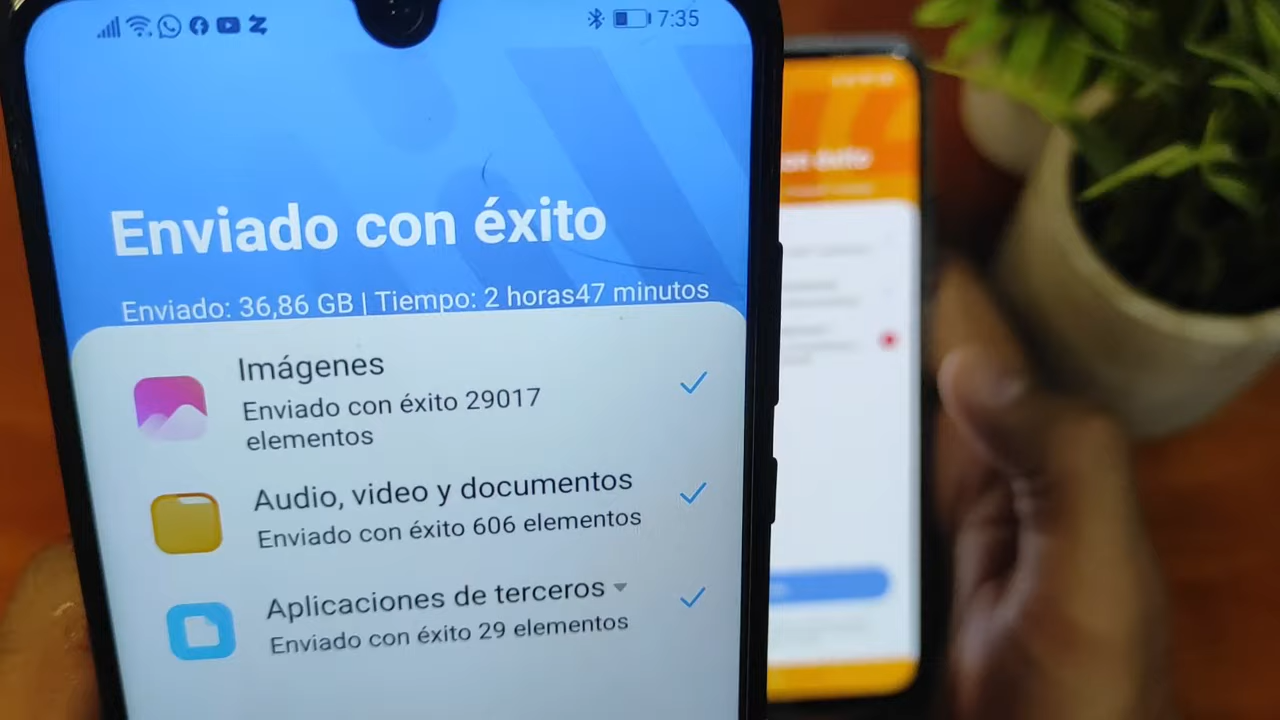 7:35
Enviado con éxito
Enviado: 36,86 GB | Tiempo: 2 horas47 minutos
Imágenes
Enviado con éxito 29017
elementos
Audio, video y documentos
Enviado con éxito 606 elementos
Aplicaciones de terceros
Enviado con éxito 29 elementos